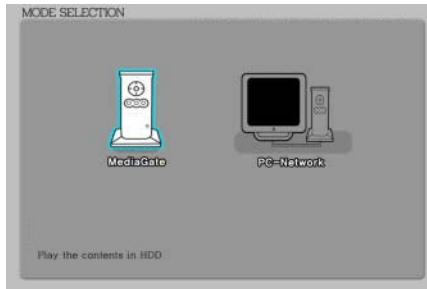 MODE SELECTION
MediaGate
PC-Network
Play the contents in HDD